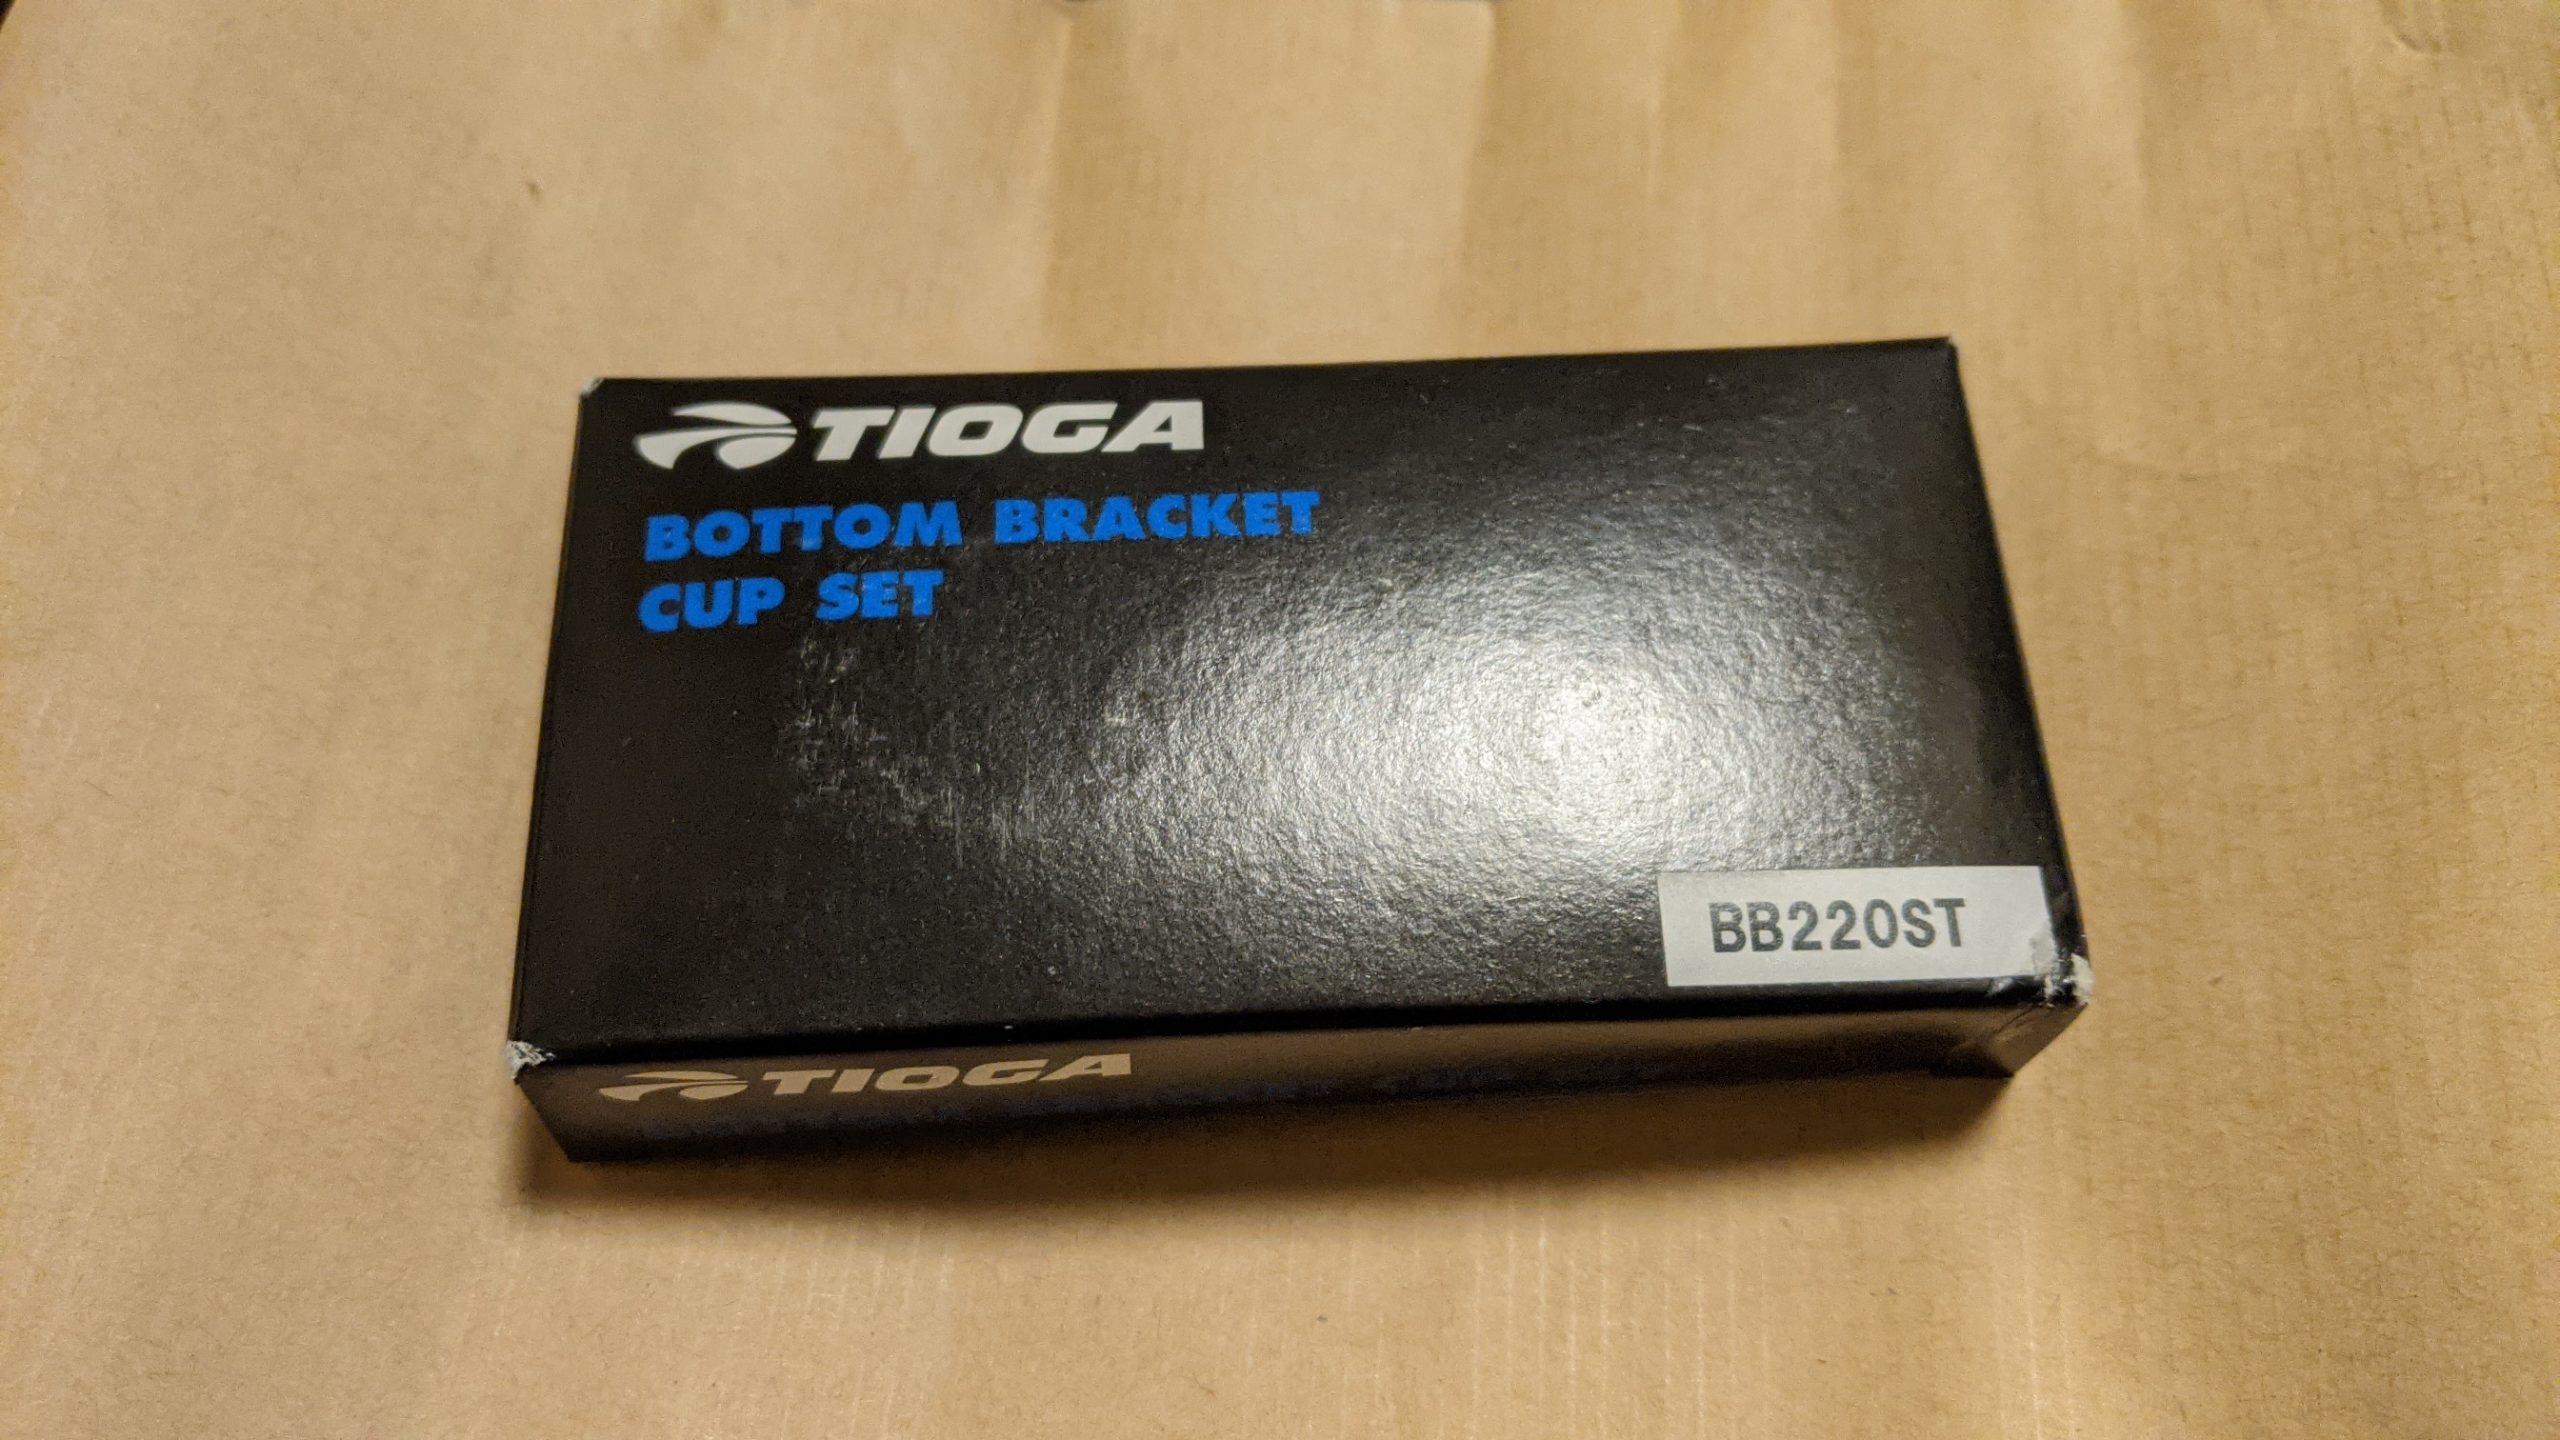 TIOGA
BOTTOM BRACKET
CUP SET
BB220ST
TIOGA